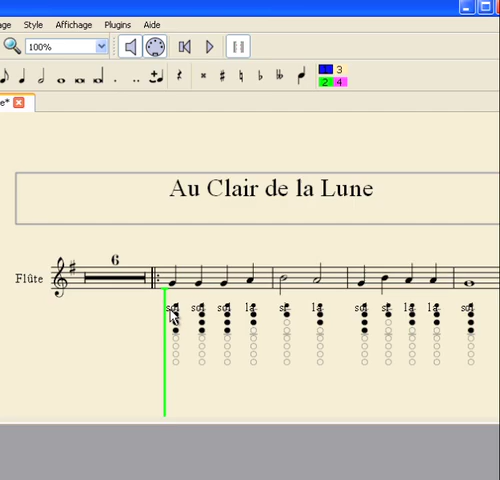 age Style Affichage Plugins Aide
100%
1 3
2 4
e*
Au Clair de la Lune
6
Flûte
sol sol sol la si la sol si la la sol